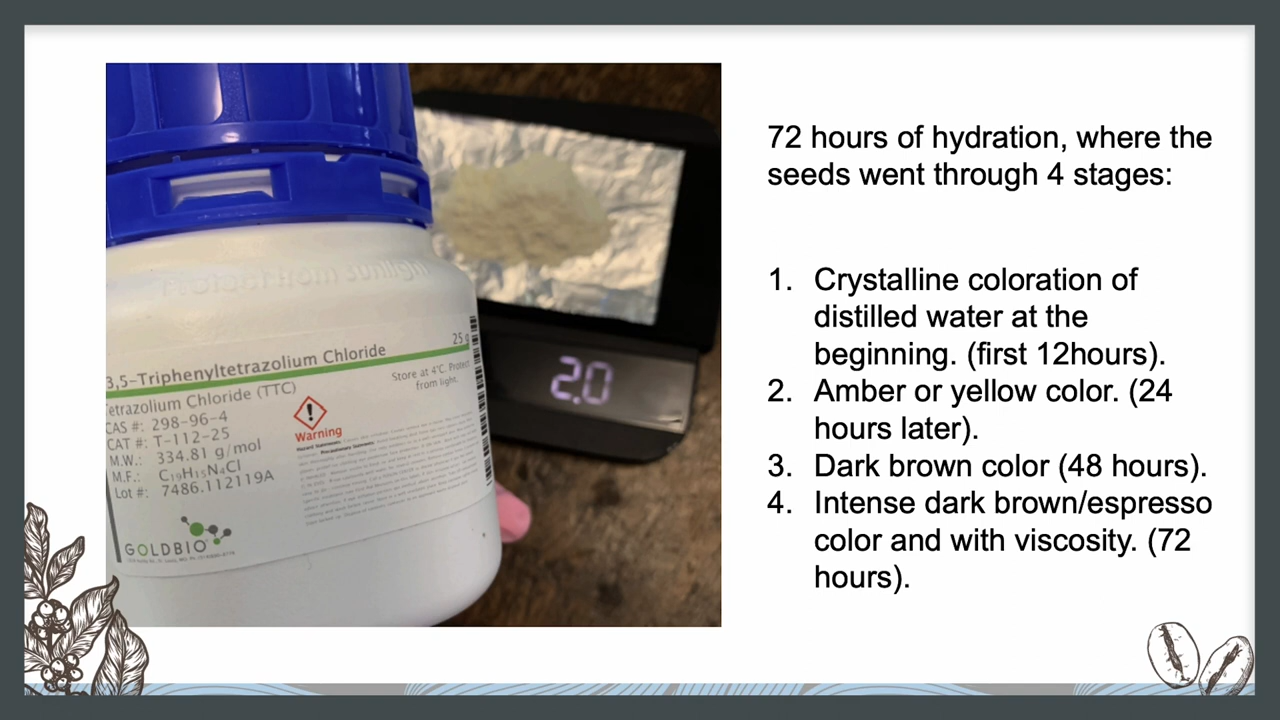 Protect from sunlight
3,5-Triphenyltetrazolium Chloride
25 g
Tetrazolium Chloride (TTC)
CAS #: 298-96-4
CAT #: T-112-25
M.W.: 334.81 g/mol
M.F.: C19H15N4Cl
Lot #: 7486.112119A
Store at 4°C. Protect
from light.
Warning
GOLDBIO
2.0
72 hours of hydration, where the
seeds went through 4 stages:
1. Crystalline coloration of
distilled water at the
beginning. (first 12hours).
2. Amber or yellow color. (24
hours later).
3. Dark brown color (48 hours).
4. Intense dark brown/espresso
color and with viscosity. (72
hours).